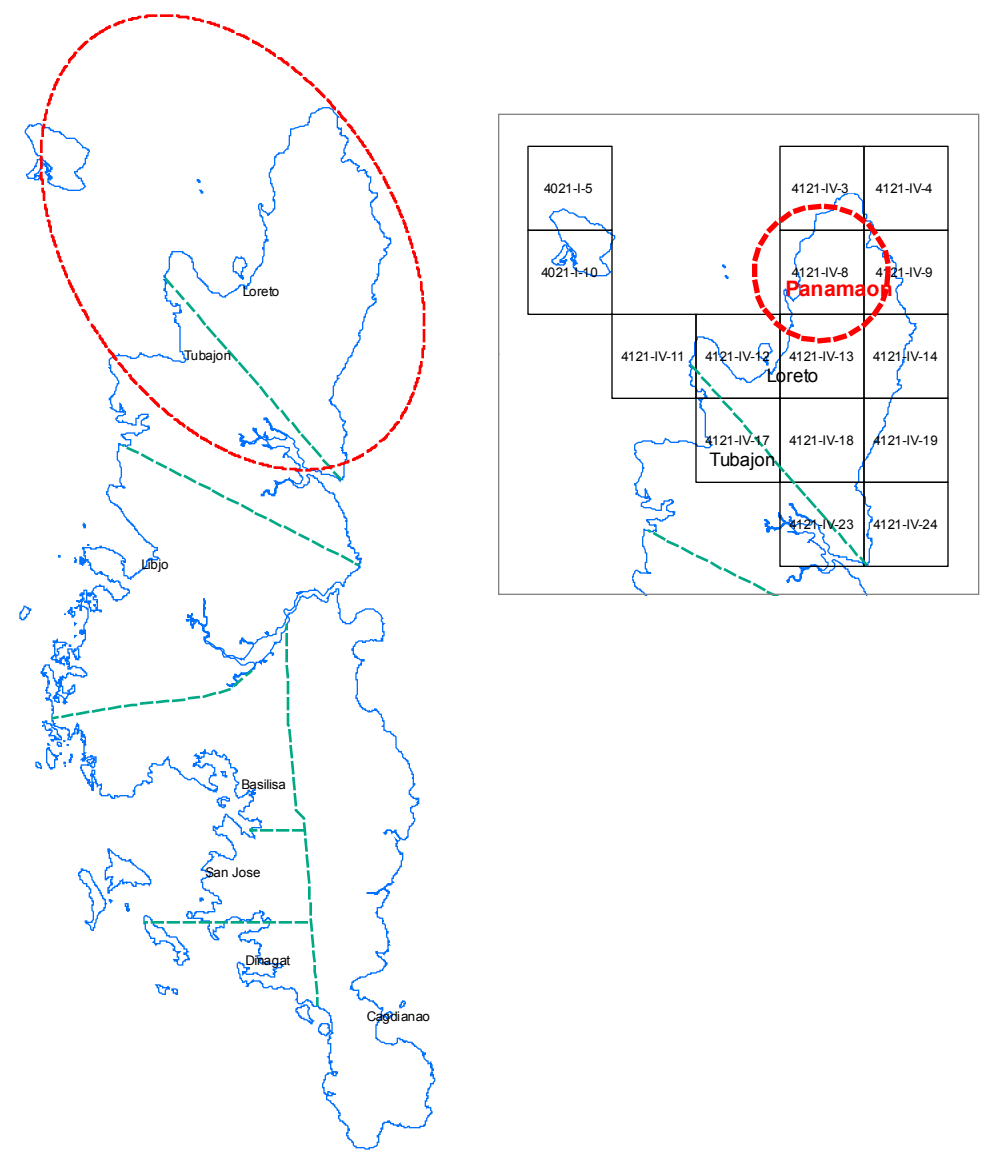 Loreto
Tubajon
Libjo
Basilisa
San Jose
Dinagat
Cagdianao
4021-I-5
4121-IV-3
4121-IV-4
4021-I-10
4121-IV-8
4121-IV-9
Panamaon
4121-IV-11
4121-IV-12
4121-IV-13
4121-IV-14
Loreto
4121-IV-17
4121-IV-18
4121-IV-19
Tubajon
4121-IV-23
4121-IV-24